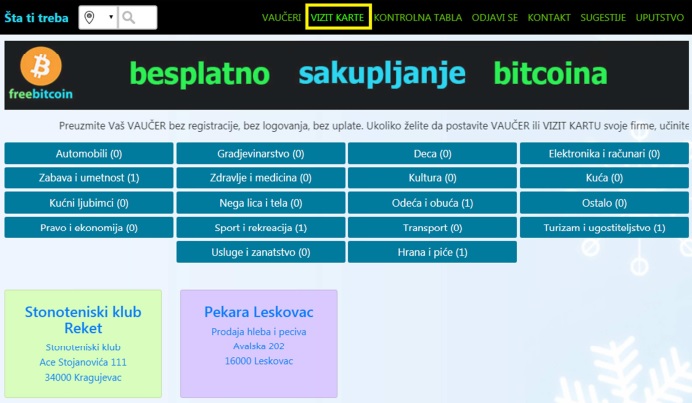 Šta ti treba
VAUČERI VIZIT KARTE KONTROLNA TABLA ODJAVI SE KONTAKT SUGESTIJE UPUTSTVO
freebitcoin besplatno sakupljanje bitcoina
Preuzmite Vaš VAUČER bez registracije, bez logovanja, bez uplate. Ukoliko želite da postavite VAUČER ili VIZIT KARTU svoje firme, učinite
Automobili (0) Gradjevinarstvo (0) Deca (0) Elektronika i računari (0)
Zabava i umetnost (1) Zdravlje i medicina (0) Kultura (0) Kuća (0)
Kućni ljubimci (0) Nega lica i tela (0) Odeća i obuća (1) Ostalo (0)
Pravo i ekonomija (0) Sport i rekreacija (1) Transport (0) Turizam i ugostiteljstvo (1)
Usluge i zanatstvo (0) Hrana i piće (1)
Stonoteniski klub
Reket
Stonoteniski klub
Ace Stojanovića 111
34000 Kragujevac
Pekara Leskovac
Prodaja hleba i peciva
Avalska 202
16000 Leskovac